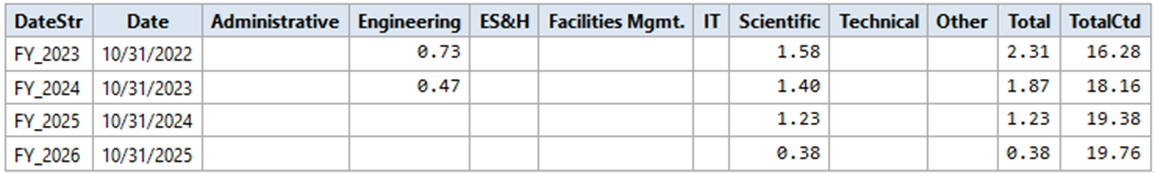 DateStr Date Administrative Engineering ES&H Facilities Mgmt. IT Scientific Technical Other Total TotalCtd
FY_2023 10/31/2022 0.73 1.58 2.31 16.28
FY_2024 10/31/2023 0.47 1.40 1.87 18.16
FY_2025 10/31/2024 1.23 1.23 19.38
FY_2026 10/31/2025 0.38 0.38 19.76